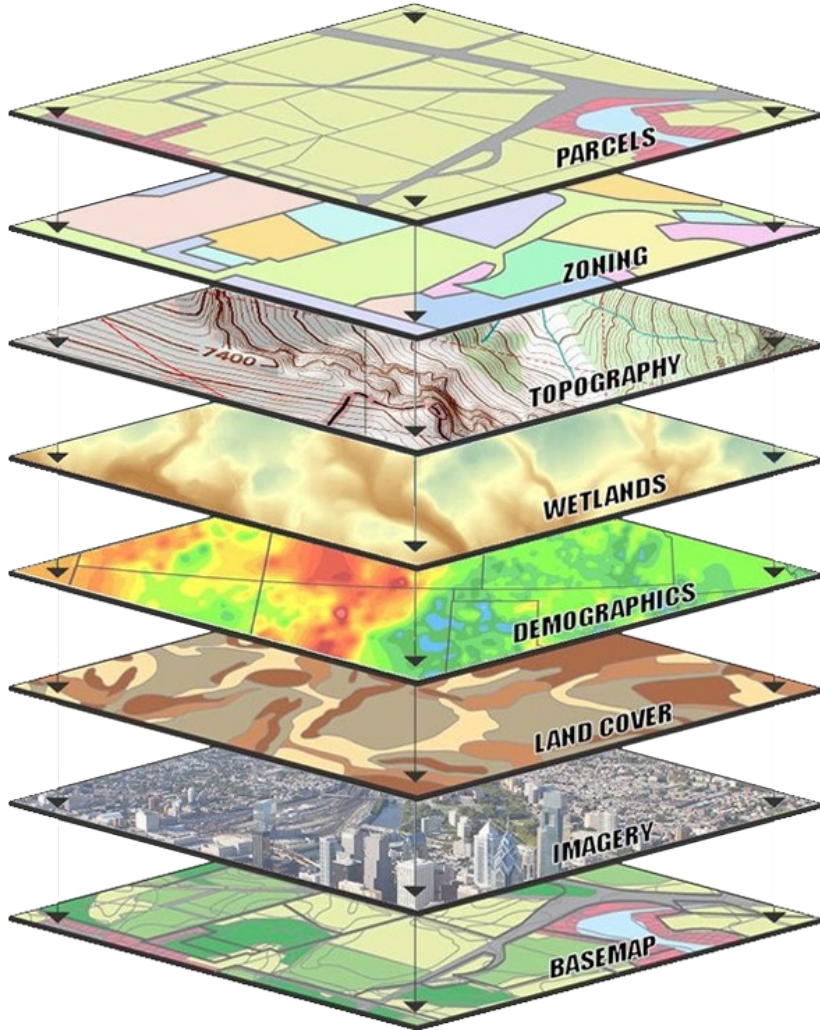 PARCELS
ZONING
7400
TOPOGRAPHY
WETLANDS
DEMOGRAPHICS
LAND COVER
IMAGERY
BASEMAP